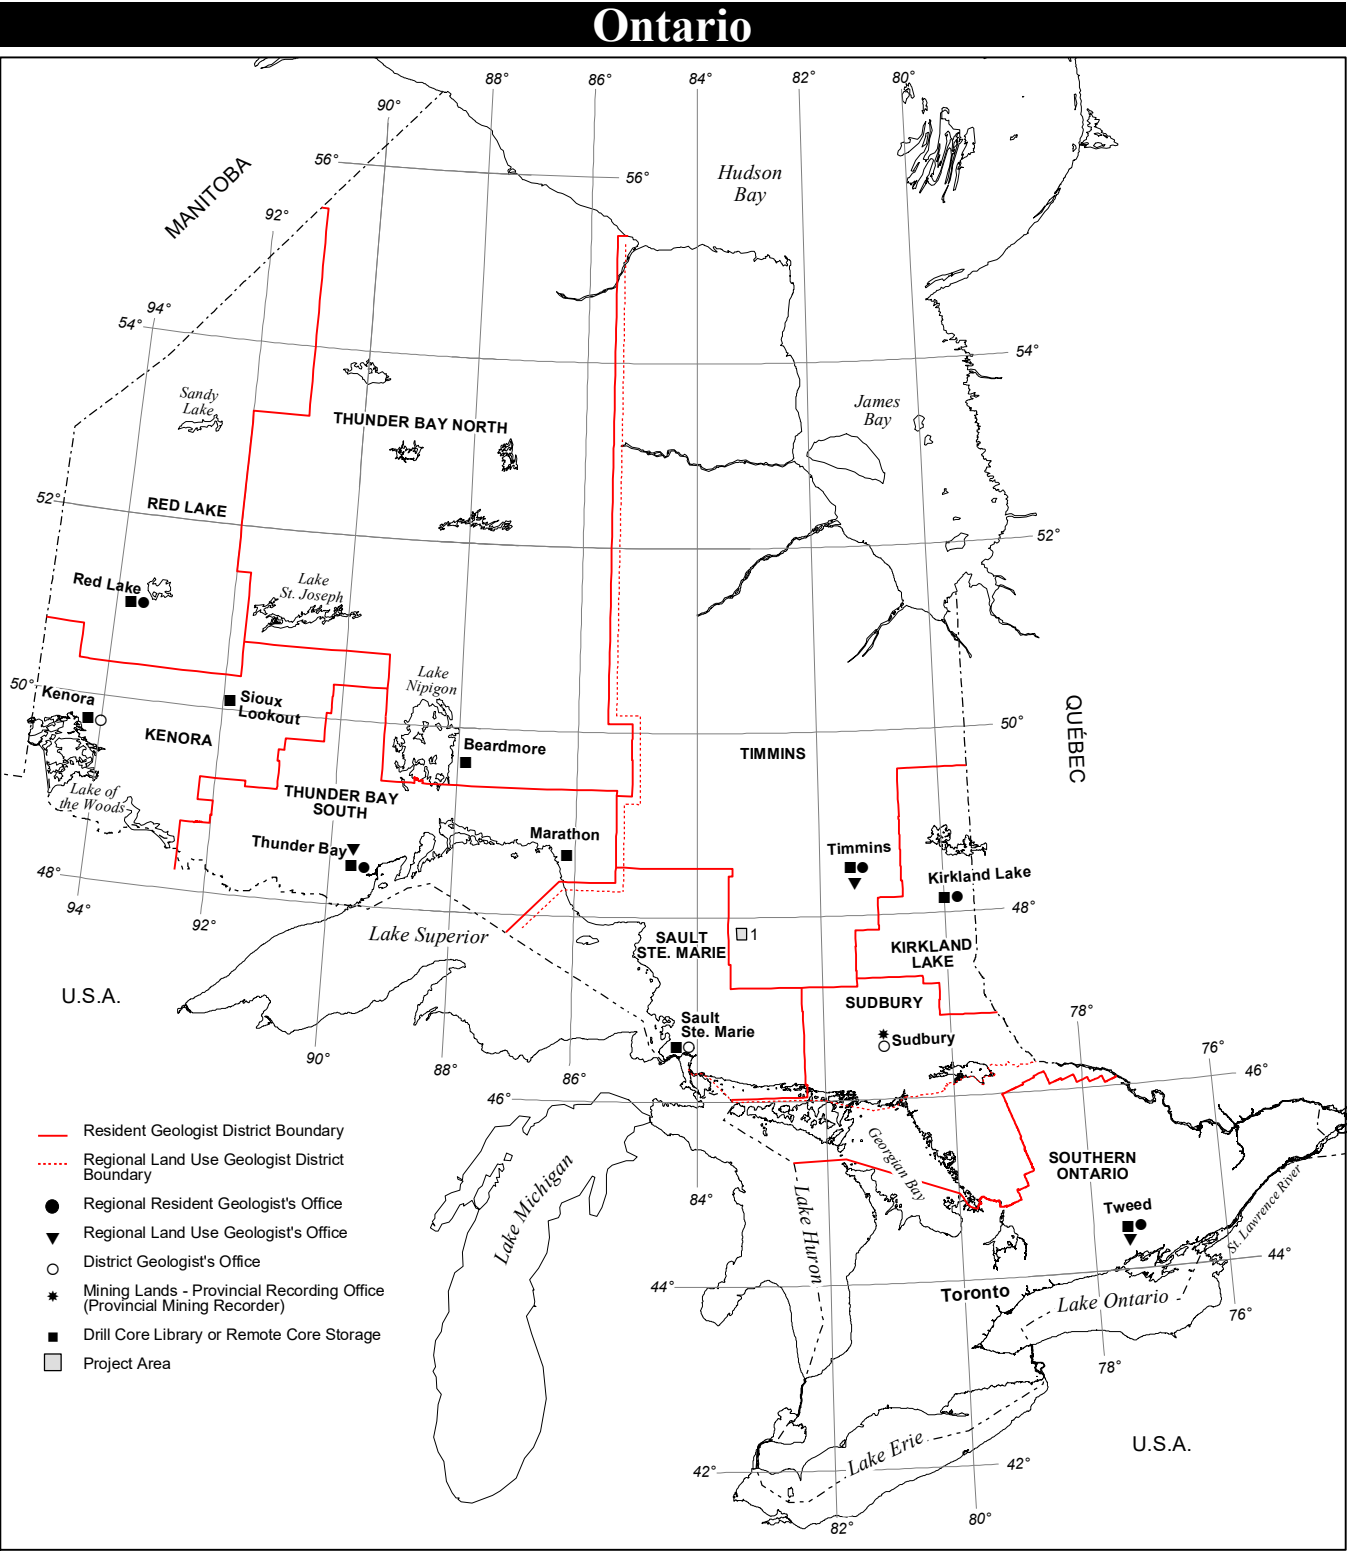 Ontario
88°
86°
84°
82°
80°
90°
56°
56°
Hudson
Bay
MANITOBA
92°
94°
54°
54°
Sandy
Lake
James
Bay
THUNDER BAY NORTH
52°
RED LAKE
52°
Red Lake
Lake
St. Joseph
50°
Kenora
Sioux
Lookout
Lake
Nipigon
50°
QUÉBEC
KENORA
Beardmore
TIMMINS
Lake of
the Woods
THUNDER BAY
SOUTH
Thunder Bay
Marathon
Timmins
Kirkland Lake
48°
94°
92°
48°
Lake Superior
SAULT
STE. MARIE
1
KIRKLAND
LAKE
U.S.A.
SUDBURY
78°
Sault
Ste. Marie
Sudbury
76°
90°
88°
86°
46°
46°
Resident Geologist District Boundary
Regional Land Use Geologist District
Boundary
Regional Resident Geologist's Office
Regional Land Use Geologist's Office
District Geologist's Office
Mining Lands - Provincial Recording Office
(Provincial Mining Recorder)
Drill Core Library or Remote Core Storage
Project Area
Lake Michigan
84°
Lake Huron
Georgian Bay
SOUTHERN
ONTARIO
Tweed
St. Lawrence River
44°
44°
Toronto
Lake Ontario
76°
78°
Lake Erie
U.S.A.
42°
42°
82°
80°